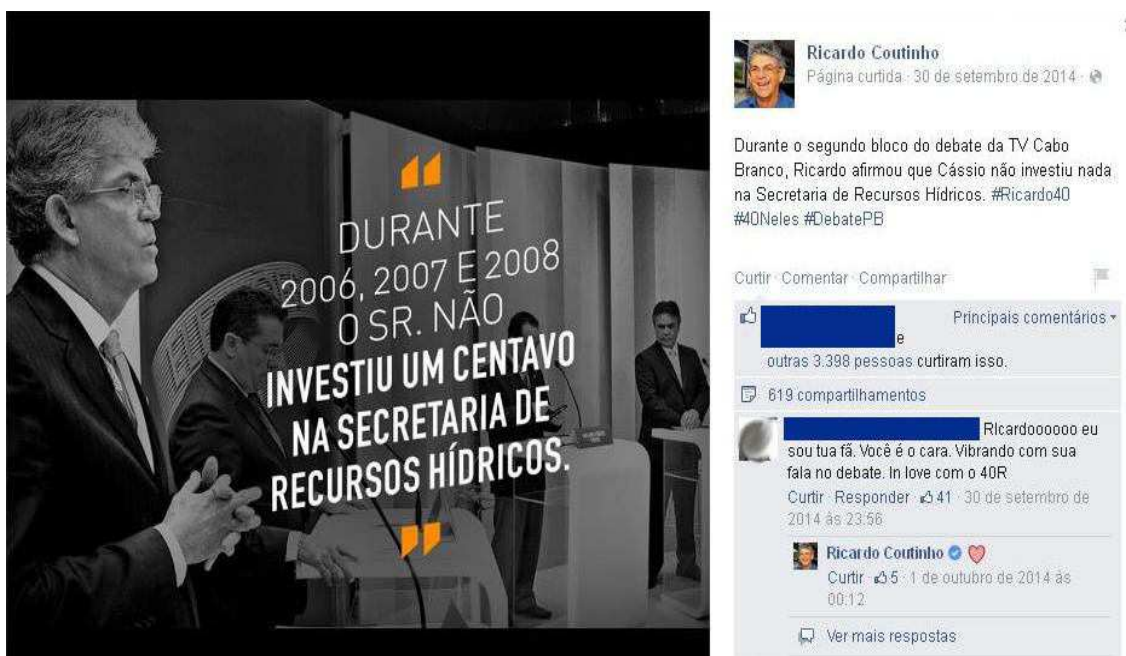 “
DURANTE
2006, 2007 E 2008
O SR. NÃO
INVESTIU UM CENTAVO
NA SECRETARIA DE
RECURSOS HÍDRICOS.
”
Ricardo Coutinho
Página curtida · 30 de setembro de 2014 ·
Durante o segundo bloco do debate da TV Cabo
Branco, Ricardo afirmou que Cássio não investiu nada
na Secretaria de Recursos Hídricos. #Ricardo40
#40Neles #DebatePB
Curtir · Comentar · Compartilhar
Principais comentários
e
outras 3.398 pessoas curtiram isso.
619 compartilhamentos
RIcardoooooo eu
sou tua fã. Você é o cara. Vibrando com sua
fala no debate. In love com o 40R
Curtir · Responder · 41 · 30 de setembro de
2014 às 23:56
Ricardo Coutinho
Curtir · 5 · 1 de outubro de 2014 às
00:12
Ver mais respostas